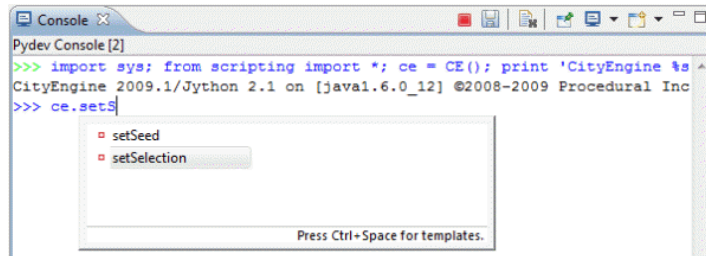 Console
Pydev Console [2]
>>> import sys; from scripting import *; ce = CE(); print 'CityEngine %s
CityEngine 2009.1/Jython 2.1 on [java1.6.0_12] ©2008-2009 Procedural Inc
>>> ce.setS
setSeed
setSelection
Press Ctrl+Space for templates.